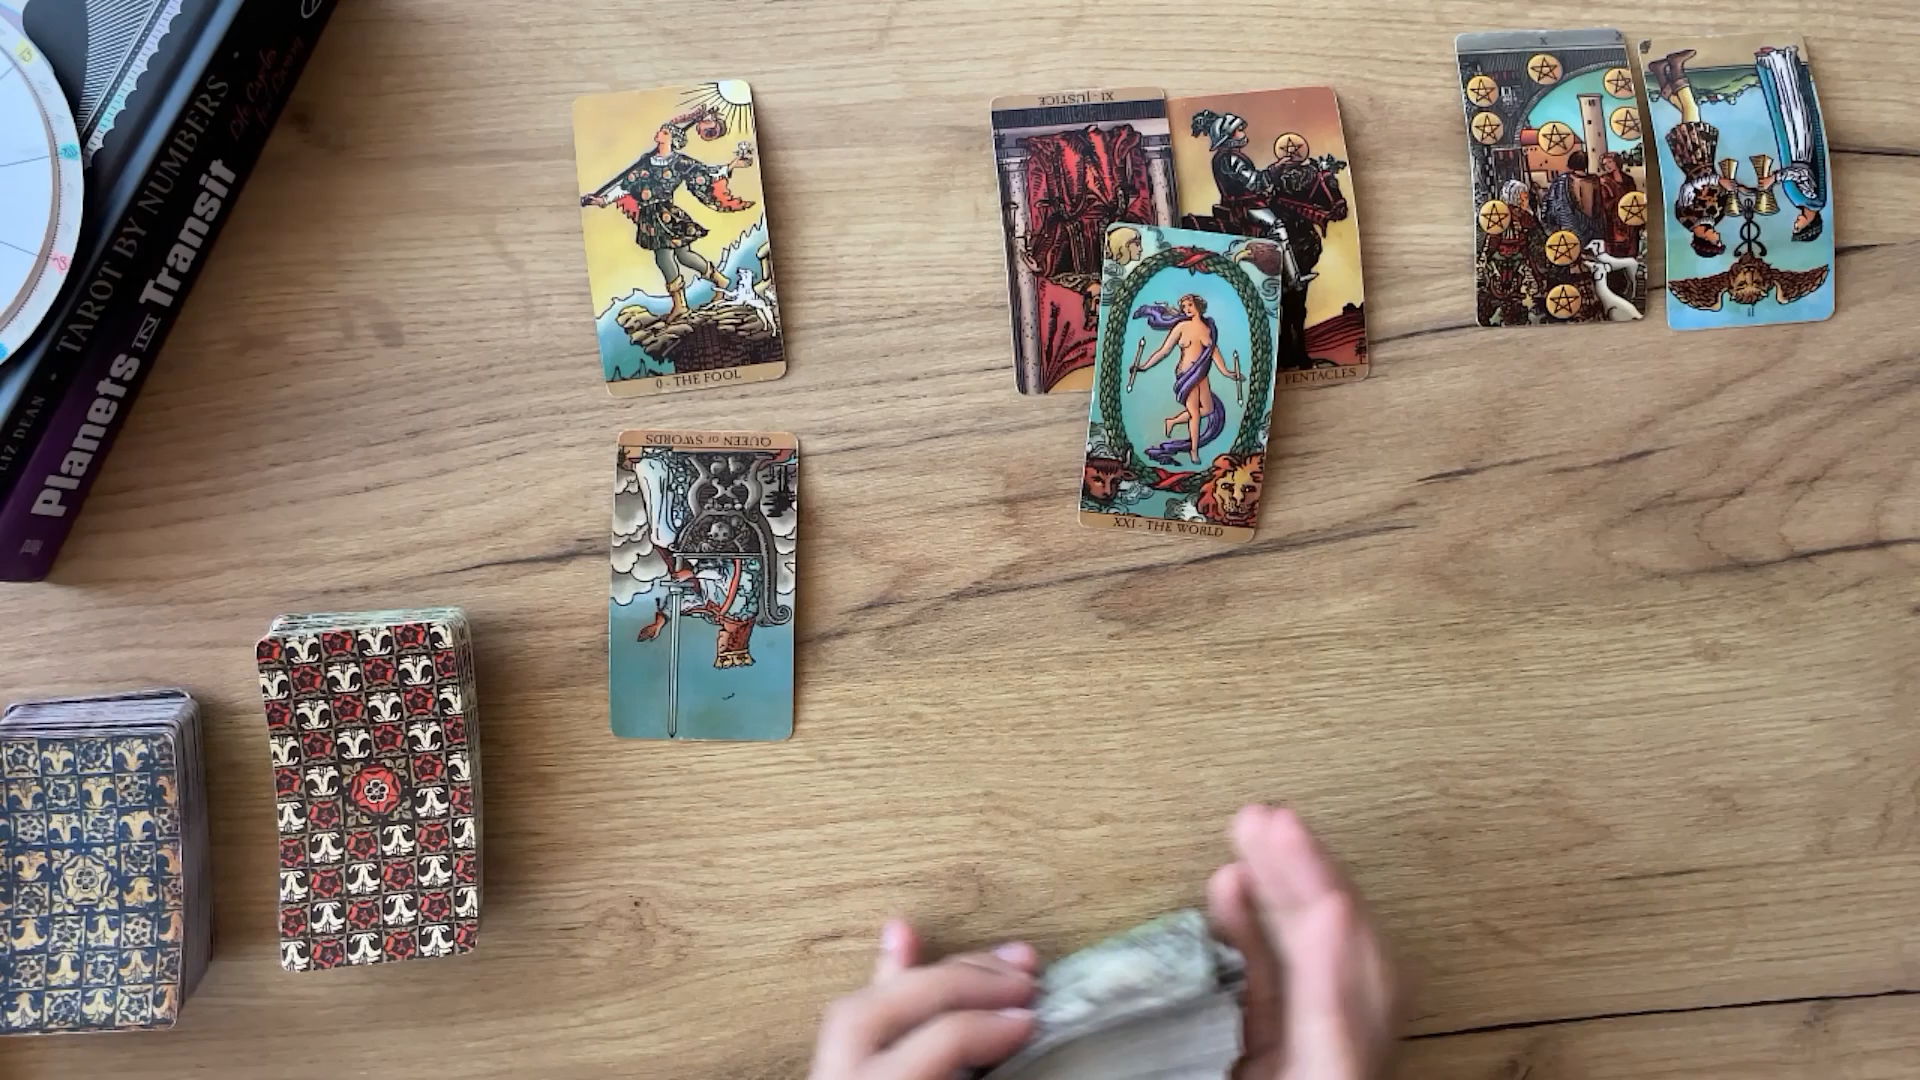 TAROT BY NUMBERS
LIZ DEAN
Planets IN Transit
0 - THE FOOL
QUEEN OF SWORDS
XI - JUSTICE
PENTACLES
XXI - THE WORLD
X
II